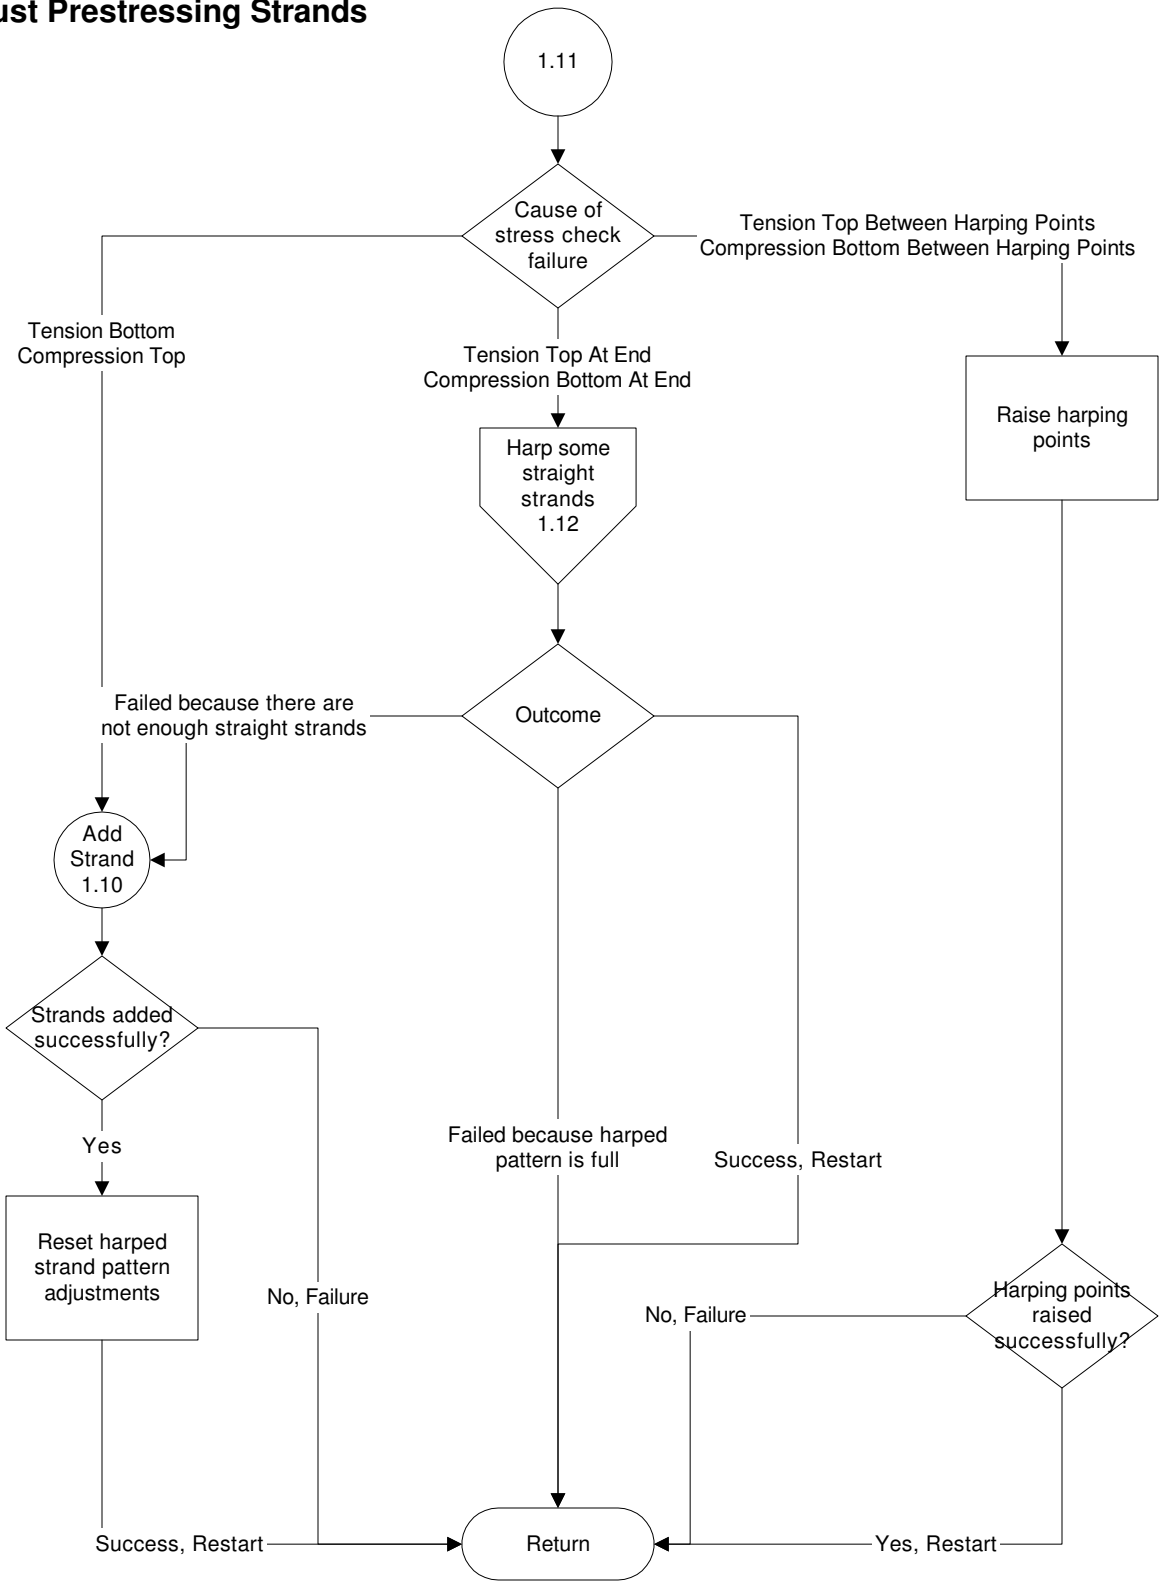 ust Prestressing Strands
1.11
Cause of
stress check
failure
Tension Top Between Harping Points
Compression Bottom Between Harping Points
Tension Bottom
Compression Top
Tension Top At End
Compression Bottom At End
Raise harping
points
Harp some
straight
strands
1.12
Failed because there are
not enough straight strands
Outcome
Add
Strand
1.10
Strands added
successfully?
Yes
Failed because harped
pattern is full
Success, Restart
Reset harped
strand pattern
adjustments
No, Failure
No, Failure
Harping points
raised
successfully?
Success, Restart
Return
Yes, Restart